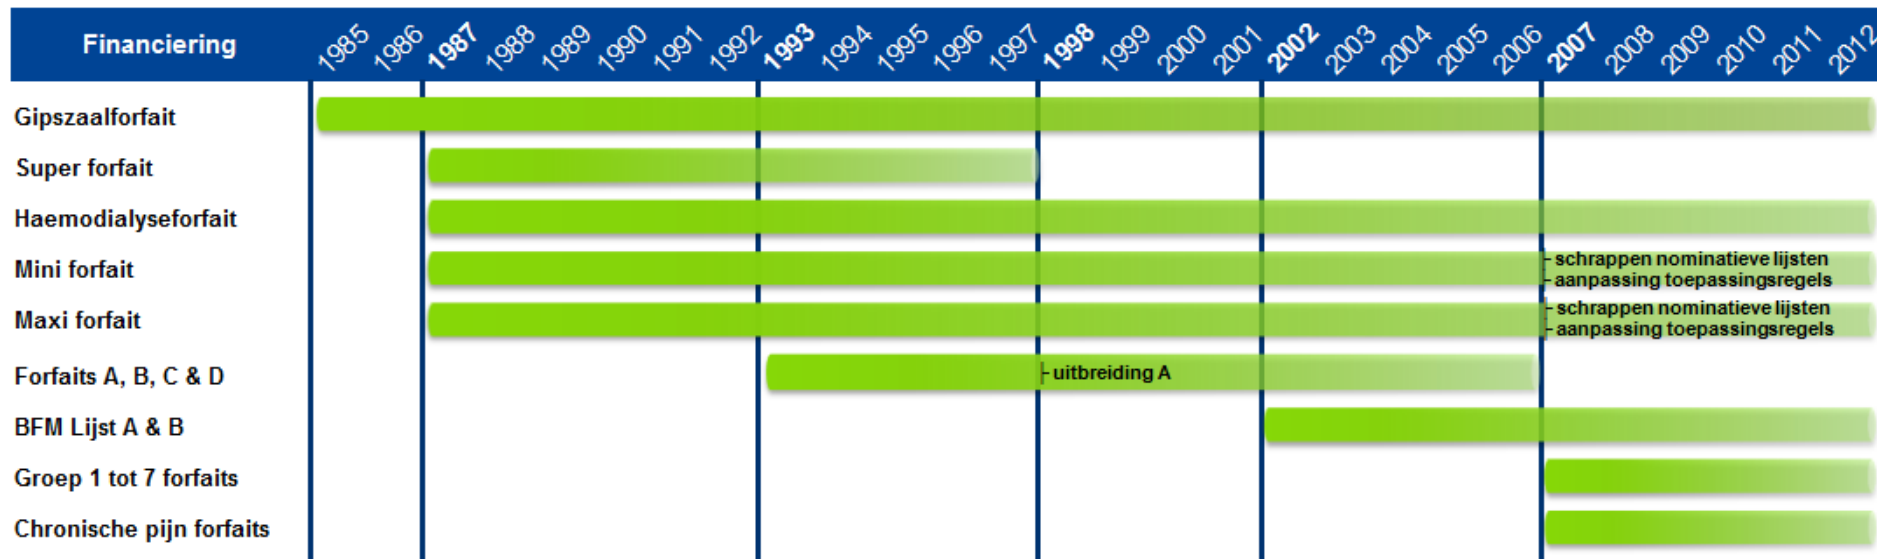 Financiering 1985 1986 1987 1988 1989 1990 1991 1992 1993 1994 1995 1996 1997 1998 1999 2000 2001 2002 2003 2004 2005 2006 2007 2008 2009 2010 2011 2012
Gipszaalforfait
Super forfait
Haemodialyseforfait
Mini forfait
- schrappen nominatieve lijsten
- aanpassing toepassingsregels
Maxi forfait
- schrappen nominatieve lijsten
- aanpassing toepassingsregels
Forfaits A, B, C & D
- uitbreiding A
BFM Lijst A & B
Groep 1 tot 7 forfaits
Chronische pijn forfaits